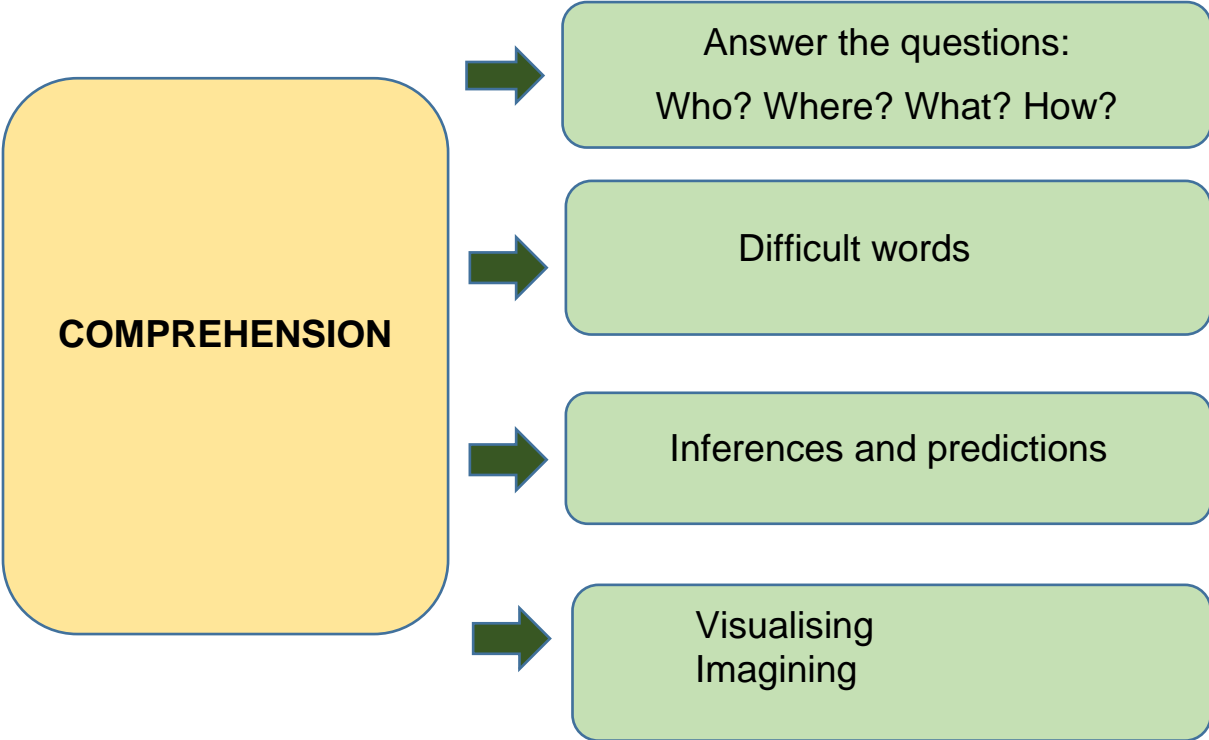 COMPREHENSION
Answer the questions:
Who? Where? What? How?
Difficult words
Inferences and predictions
Visualising
Imagining